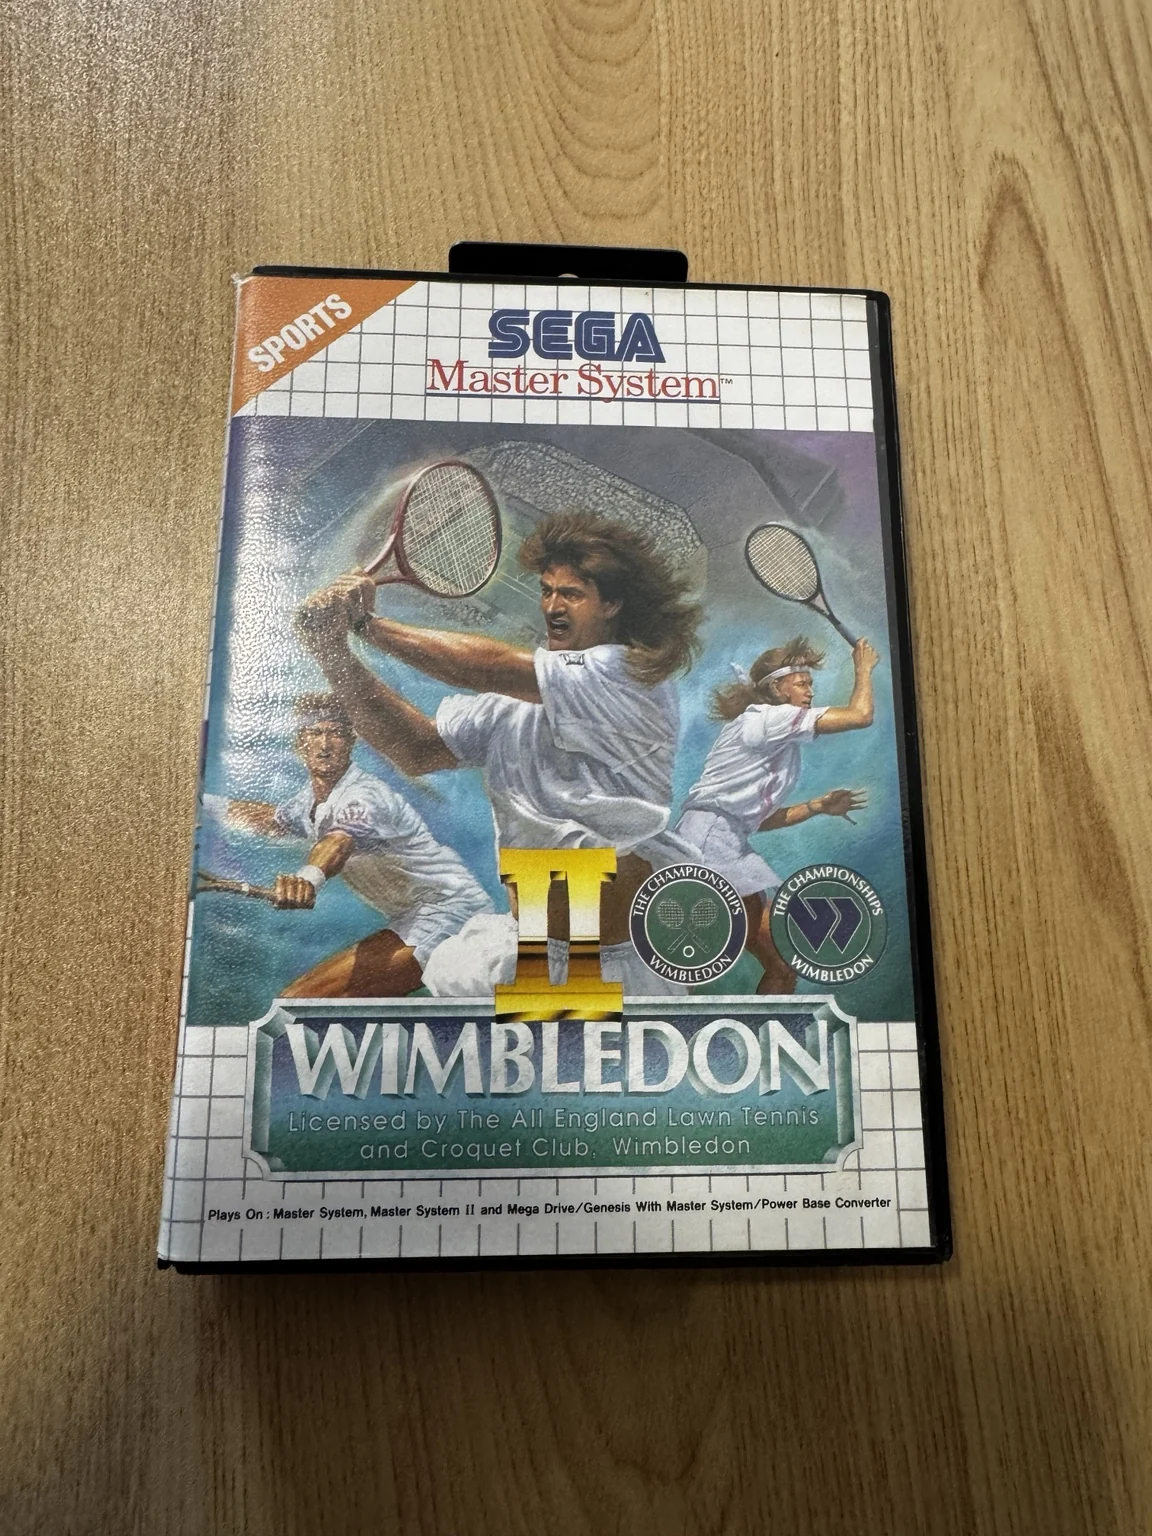 SPORTS
SEGA
Master System™
II
THE CHAMPIONSHIPS
WIMBLEDON
THE CHAMPIONSHIPS
WIMBLEDON
WIMBLEDON
Licensed by The All England Lawn Tennis
and Croquet Club, Wimbledon
Plays On : Master System, Master System II and Mega Drive/Genesis With Master System/Power Base Converter